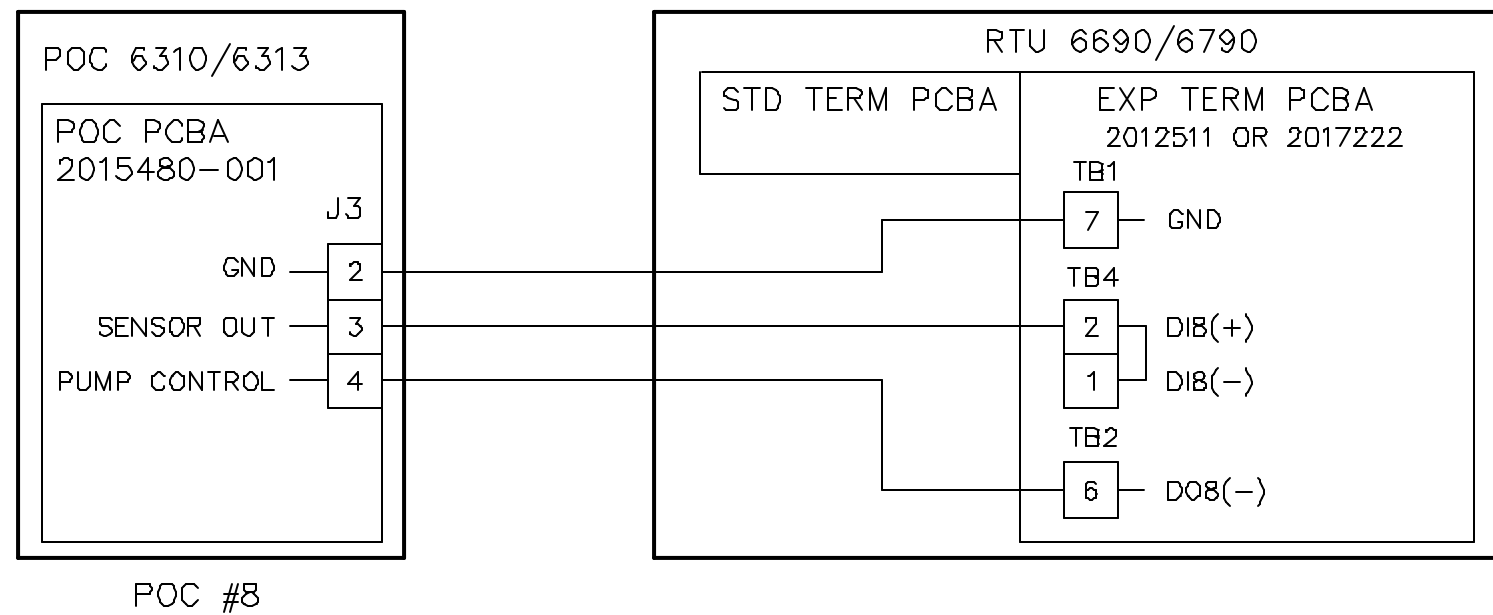 POC 6310/6313
POC PCBA
2015480-001
J3
GND 2
SENSOR OUT 3
PUMP CONTROL 4
POC #8
RTU 6690/6790
STD TERM PCBA
EXP TERM PCBA
2012511 OR 2017222
TB1
7 GND
TB4
2 DI8(+)
1 DI8(-)
TB2
6 DO8(-)